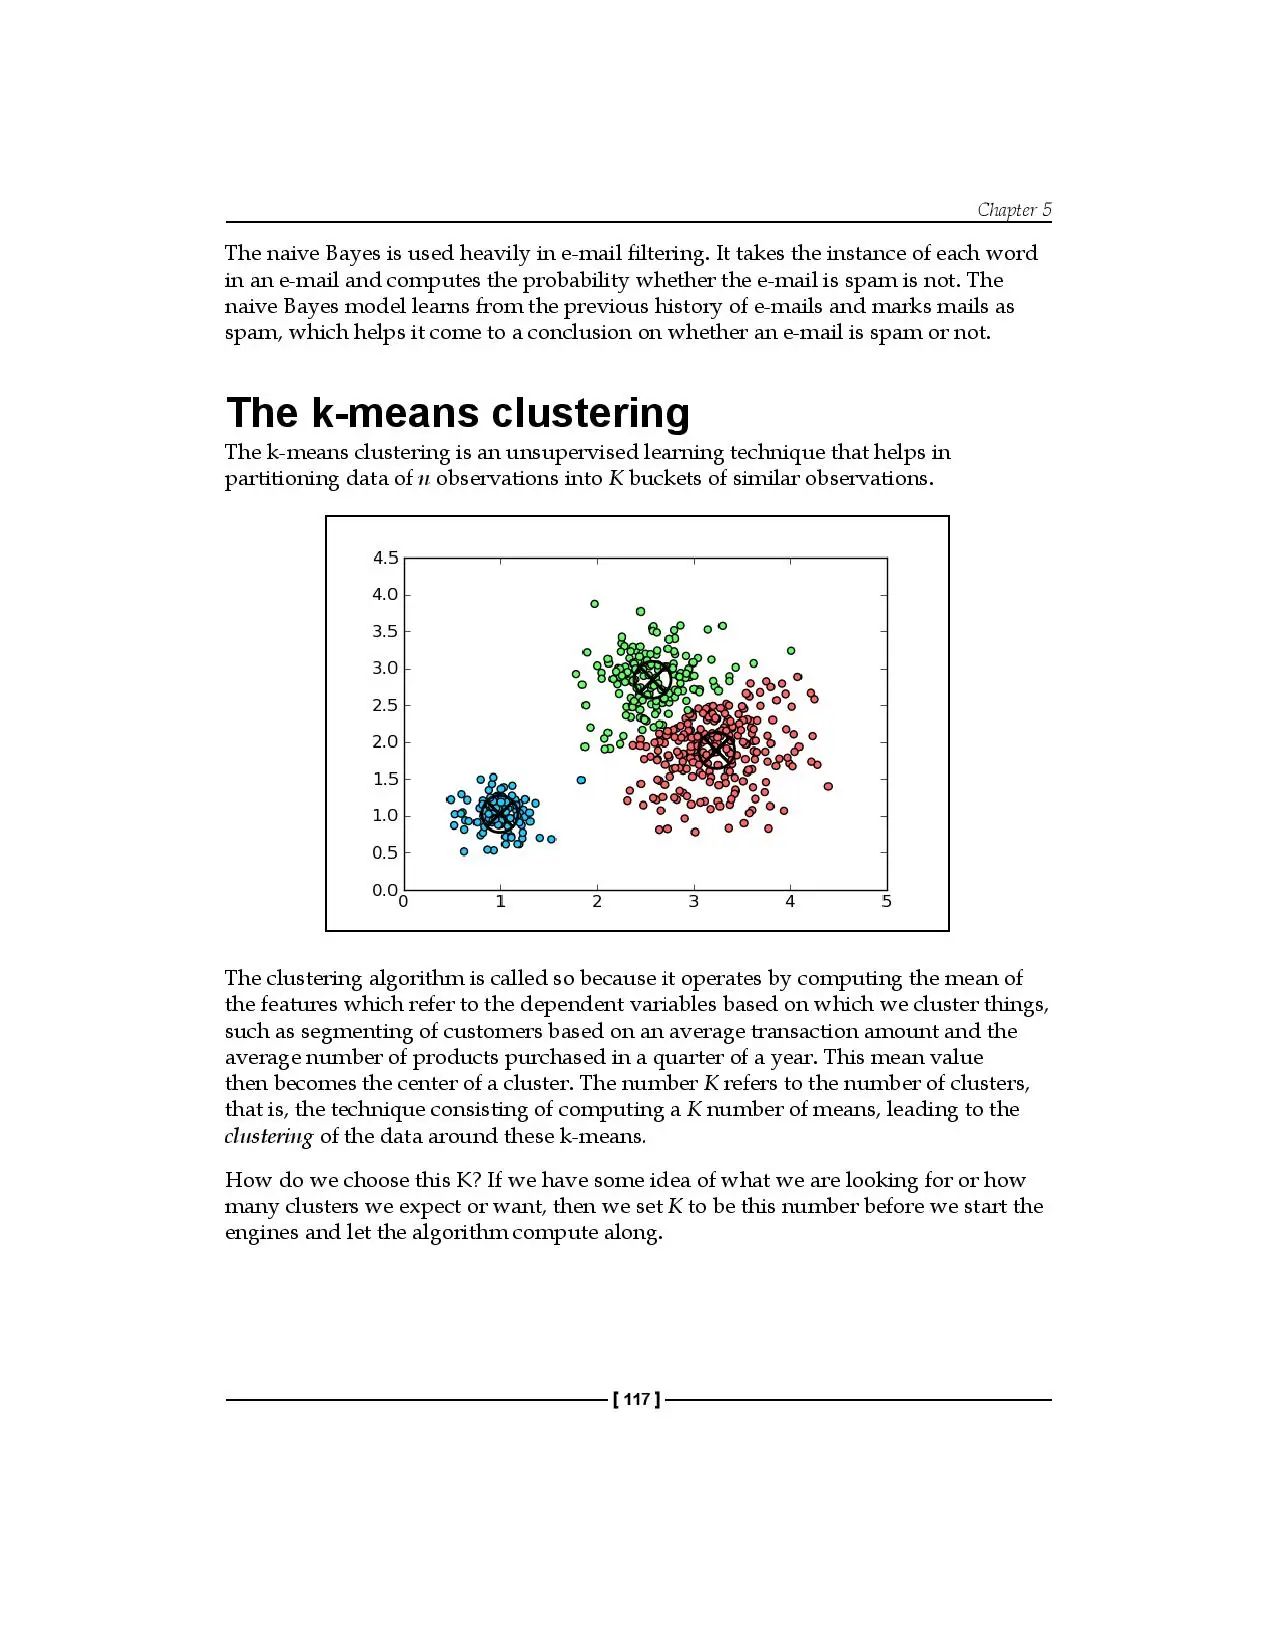 Chapter 5
The naive Bayes is used heavily in e-mail filtering. It takes the instance of each word
in an e-mail and computes the probability whether the e-mail is spam is not. The
naive Bayes model learns from the previous history of e-mails and marks mails as
spam, which helps it come to a conclusion on whether an e-mail is spam or not.
The k-means clustering
The k-means clustering is an unsupervised learning technique that helps in
partitioning data of n observations into K buckets of similar observations.
4.5
4.0
3.5
3.0
2.5
2.0
1.5
1.0
0.5
0.0
0 1 2 3 4 5
The clustering algorithm is called so because it operates by computing the mean of
the features which refer to the dependent variables based on which we cluster things,
such as segmenting of customers based on an average transaction amount and the
average number of products purchased in a quarter of a year. This mean value
then becomes the center of a cluster. The number K refers to the number of clusters,
that is, the technique consisting of computing a K number of means, leading to the
clustering of the data around these k-means.
How do we choose this K? If we have some idea of what we are looking for or how
many clusters we expect or want, then we set K to be this number before we start the
engines and let the algorithm compute along.
[ 117 ]